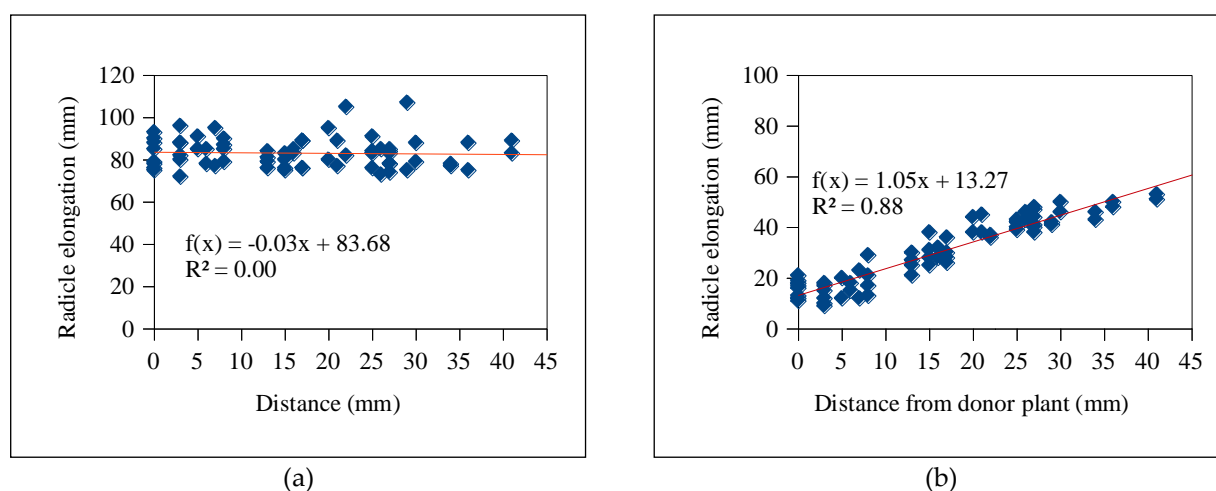 120
100
80
60
40
20
0
Radicle elongation (mm)
f(x) = -0.03x + 83.68
R² = 0.00
0 5 10 15 20 25 30 35 40 45
Distance (mm)
(a)
100
80
60
40
20
0
Radicle elongation (mm)
f(x) = 1.05x + 13.27
R² = 0.88
0 5 10 15 20 25 30 35 40 45
Distance from donor plant (mm)
(b)